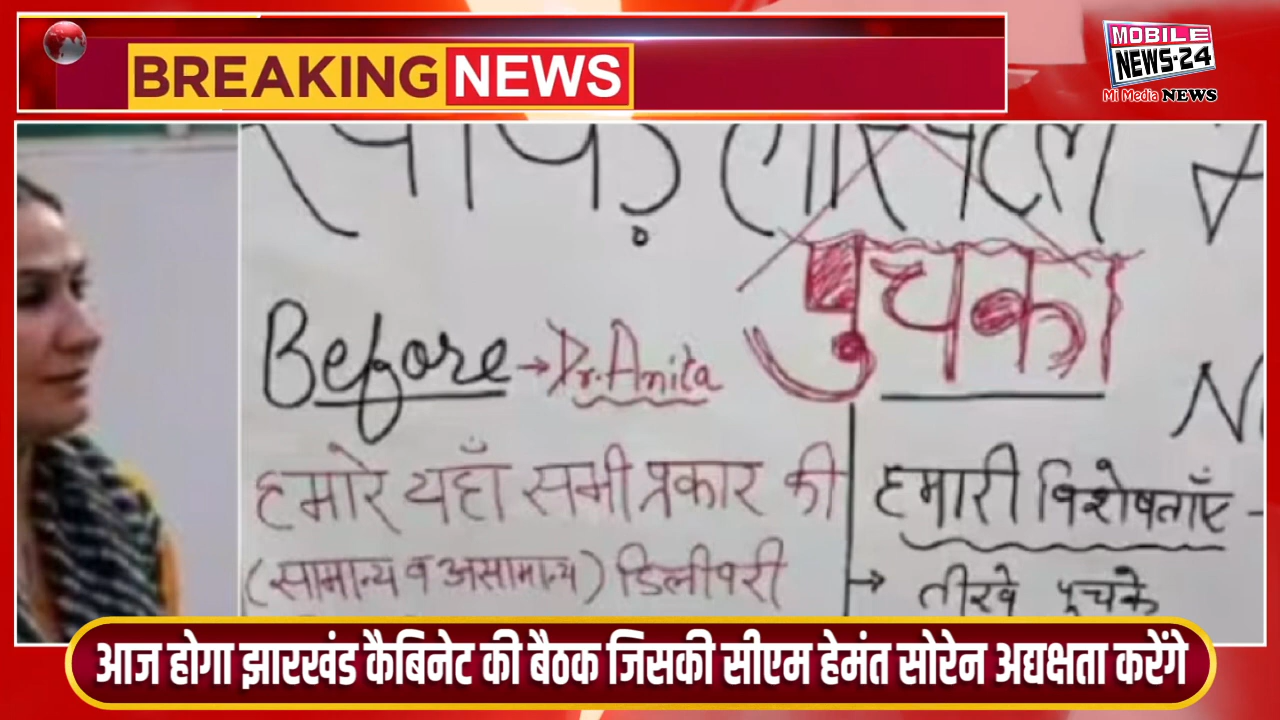 BREAKING NEWS
MOBILE
NEWS-24
Mi Media NEWS
पुचका
Before → Dr. Anita
हमारे यहाँ सभी प्रकार की
(सामान्य व असामान्य) डिलीवरी
हमारी विशेषताएँ -
→ तीखे पुचके
आज होगा झारखंड कैबिनेट की बैठक जिसकी सीएम हेमंत सोरेन अद्यक्षता करेंगे